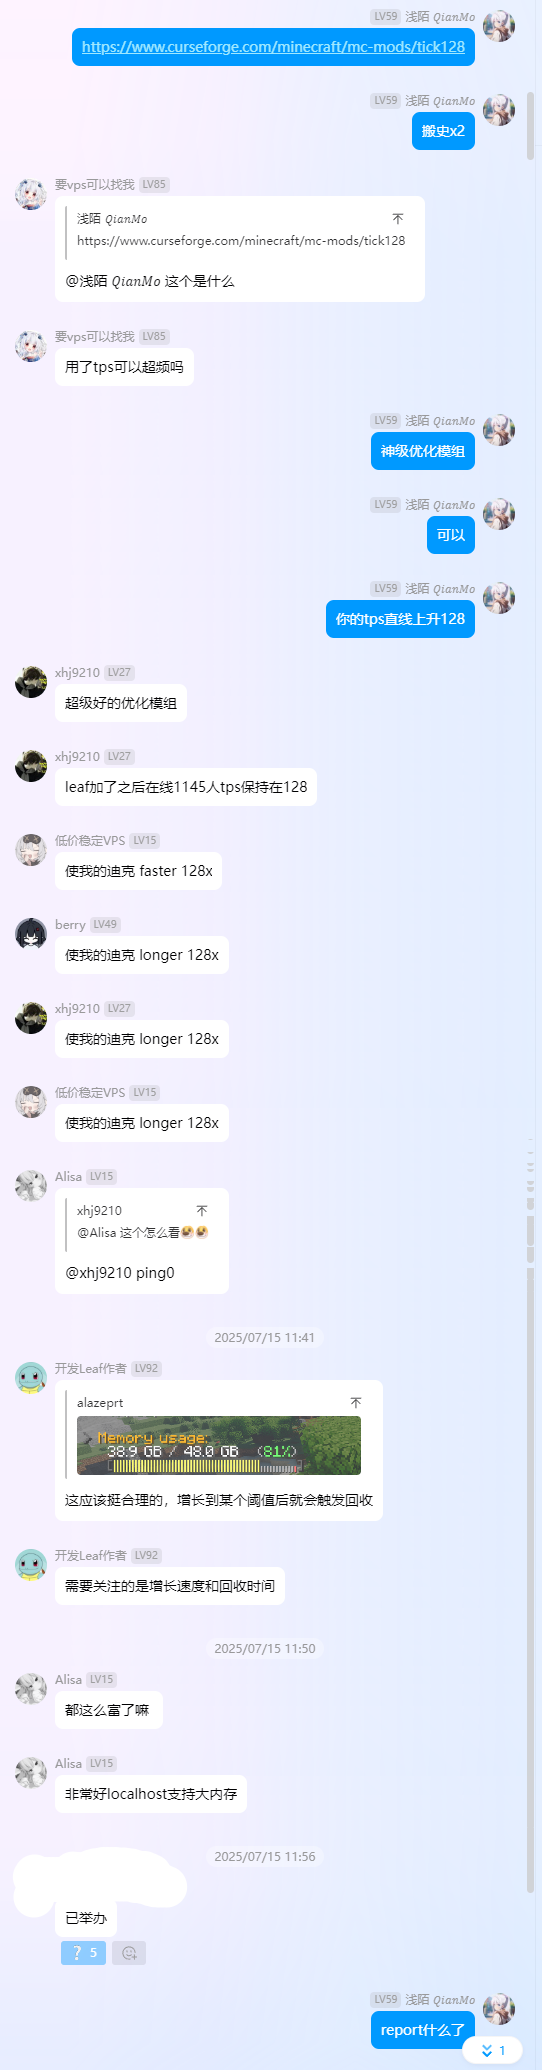 LV59 浅陌 QianMo
https://www.curseforge.com/minecraft/mc-mods/tick128
LV59 浅陌 QianMo
搬史x2
要vps可以找我 LV85
浅陌 QianMo
https://www.curseforge.com/minecraft/mc-mods/tick128
@浅陌 QianMo 这个是什么
要vps可以找我 LV85
用了tps可以超频吗
LV59 浅陌 QianMo
神级优化模组
LV59 浅陌 QianMo
可以
LV59 浅陌 QianMo
你的tps直线上升128
xhj9210 LV27
超级好的优化模组
xhj9210 LV27
leaf加了之后在线1145人tps保持在128
低价稳定VPS LV15
使我的迪克 faster 128x
berry LV49
使我的迪克 longer 128x
xhj9210 LV27
使我的迪克 longer 128x
低价稳定VPS LV15
使我的迪克 longer 128x
Alisa LV15
xhj9210
@Alisa 这个怎么看
@xhj9210 ping0
2025/07/15 11:41
开发Leaf作者 LV92
alazeprt
Memory usage:
38.9 GB / 48.0 GB (81%)
这应该挺合理的，增长到某个阈值后就会触发回收
开发Leaf作者 LV92
需要关注的是增长速度和回收时间
2025/07/15 11:50
Alisa LV15
都这么富了嘛
Alisa LV15
非常好localhost支持大内存
2025/07/15 11:56
已举办
? 5
LV59 浅陌 QianMo
report什么了
1